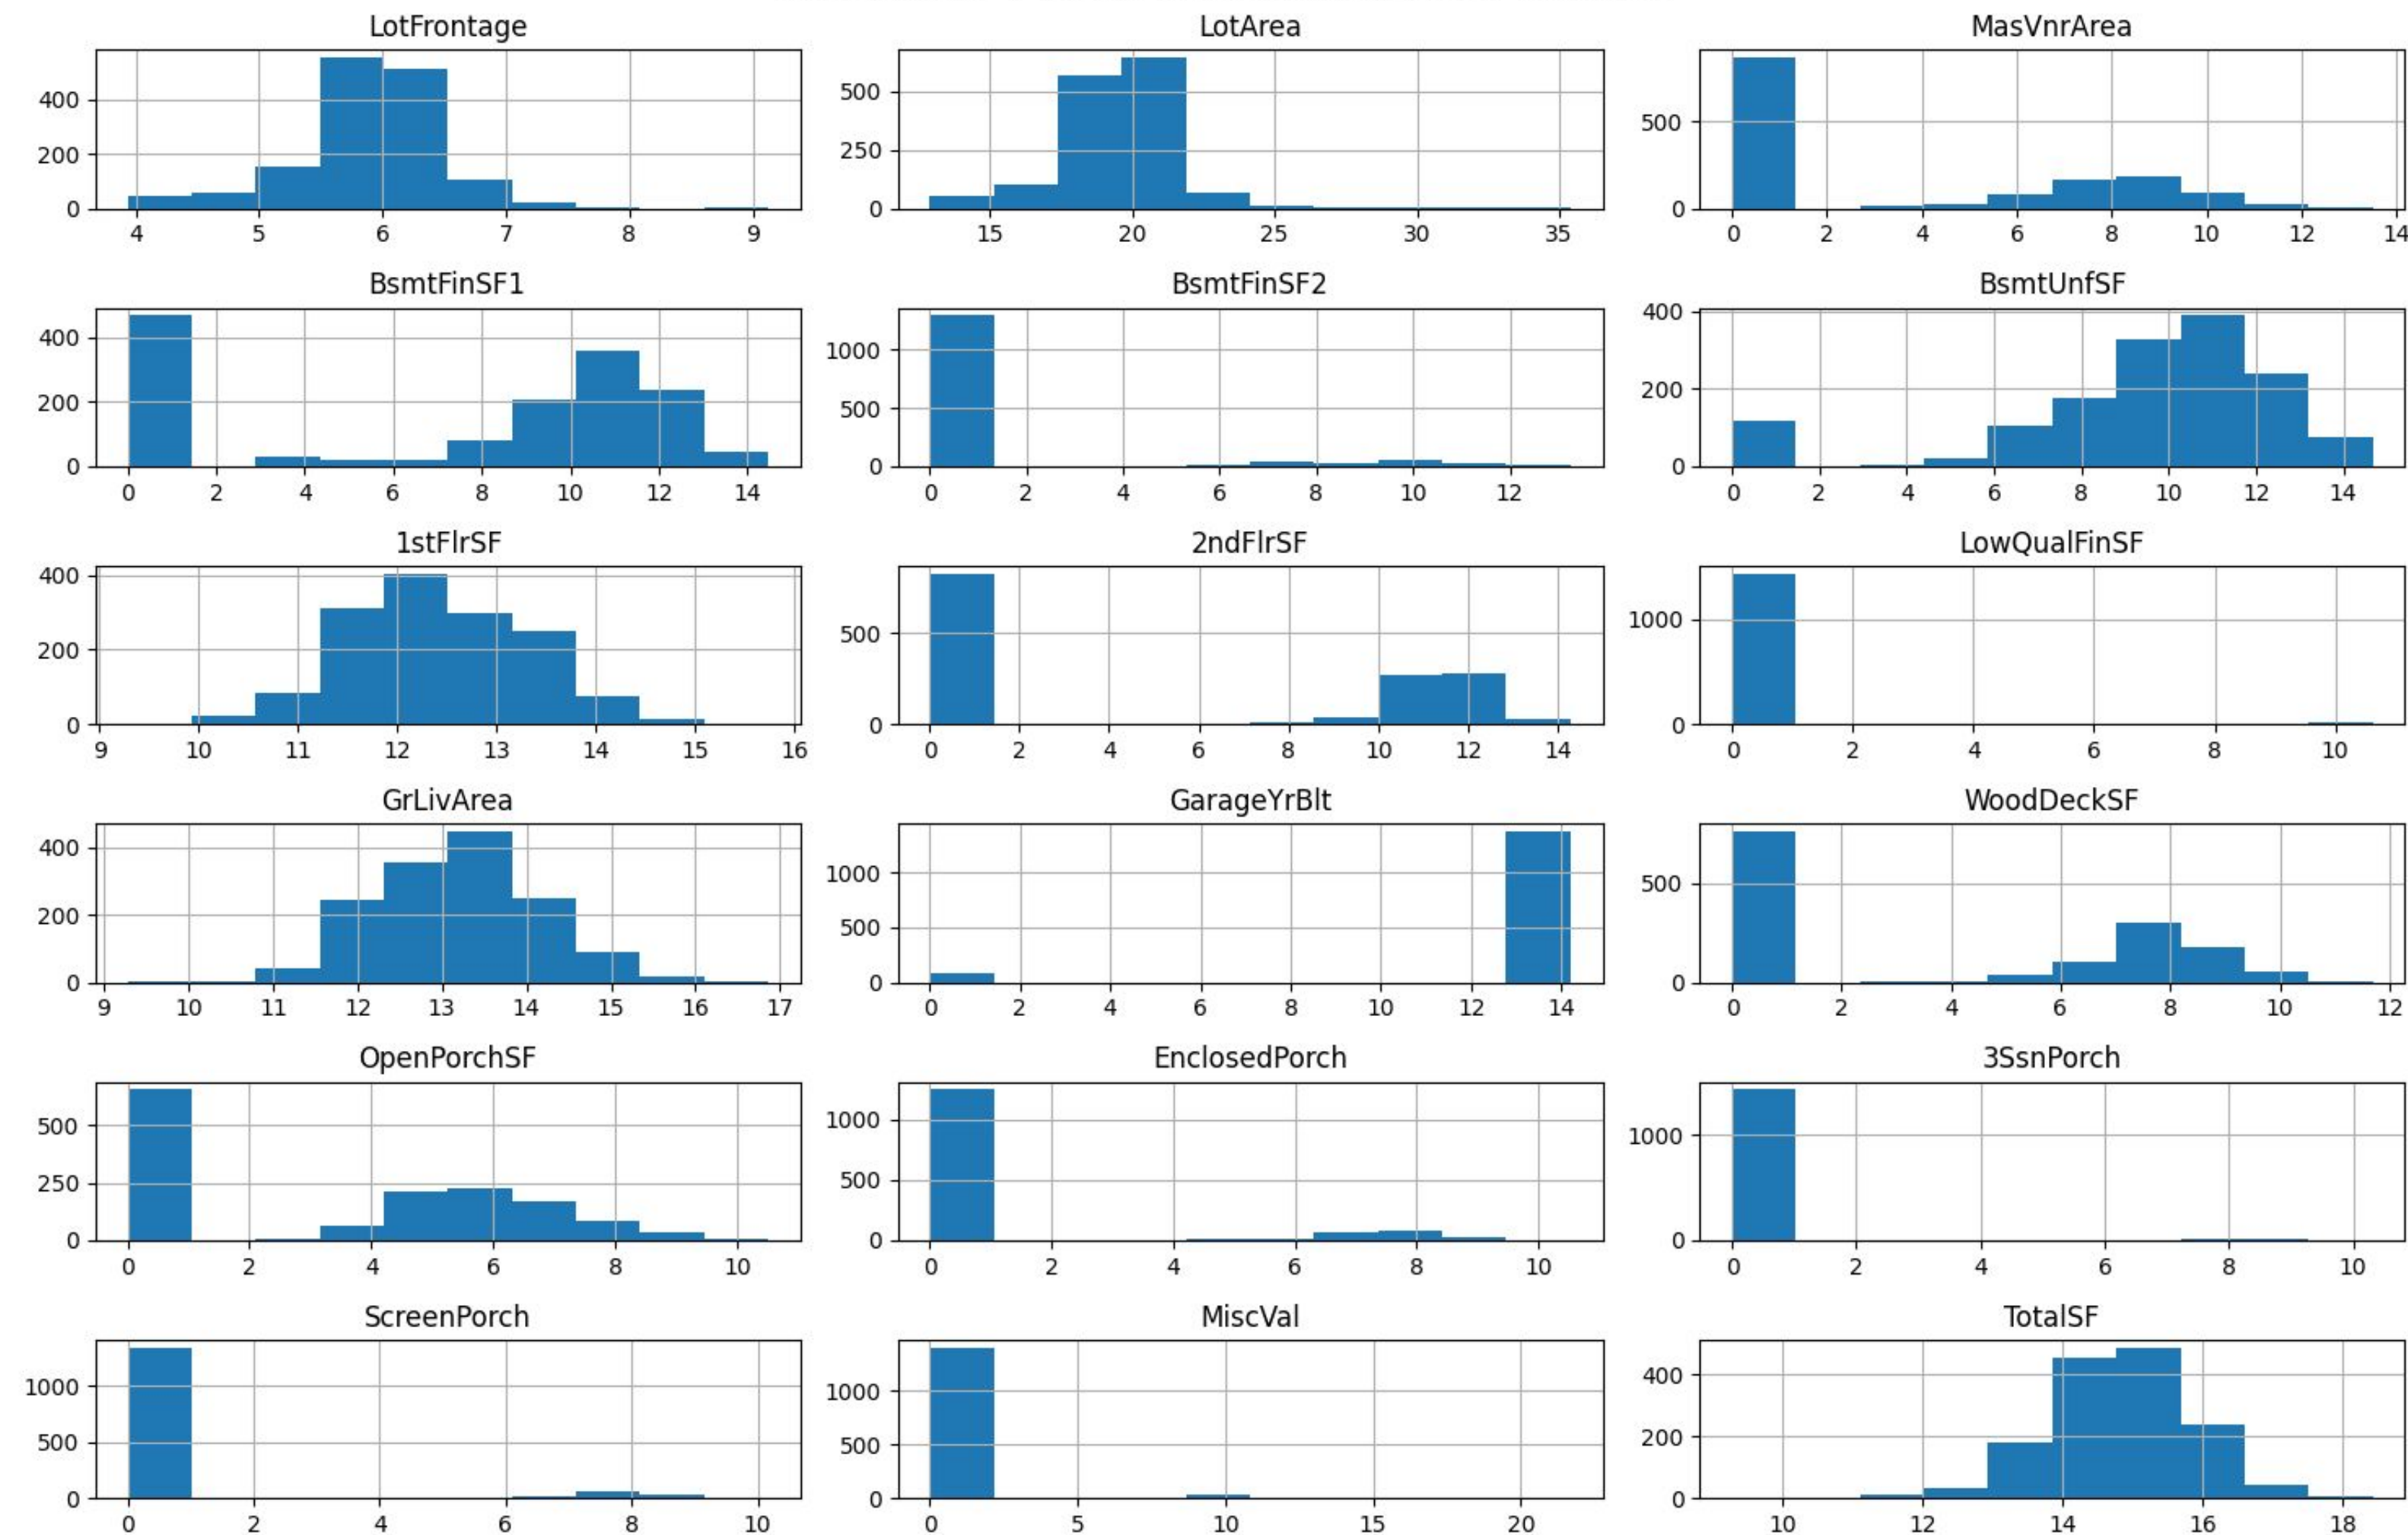 LotFrontage LotArea MasVnrArea
400 500 500
200 250
0 0 0
4 5 6 7 8 9 15 20 25 30 35 0 2 4 6 8 10 12 14
BsmtFinSF1 BsmtFinSF2 BsmtUnfSF
400 1000 400
200 500 200
0 0 0
0 2 4 6 8 10 12 14 0 2 4 6 8 10 12 0 2 4 6 8 10 12 14
1stFlrSF 2ndFlrSF LowQualFinSF
400 500 1000
200
0 0 0
9 10 11 12 13 14 15 16 0 2 4 6 8 10 12 14 0 2 4 6 8 10
GrLivArea GarageYrBlt WoodDeckSF
400 1000 500
200 500
0 0 0
9 10 11 12 13 14 15 16 17 0 2 4 6 8 10 12 14 0 2 4 6 8 10 12
OpenPorchSF EnclosedPorch 3SsnPorch
500 1000 1000
250 500
0 0 0
0 2 4 6 8 10 0 2 4 6 8 10 0 2 4 6 8 10
ScreenPorch MiscVal TotalSF
1000 1000 400
500 500 200
0 0 0
0 2 4 6 8 10 0 5 10 15 20 10 12 14 16 18